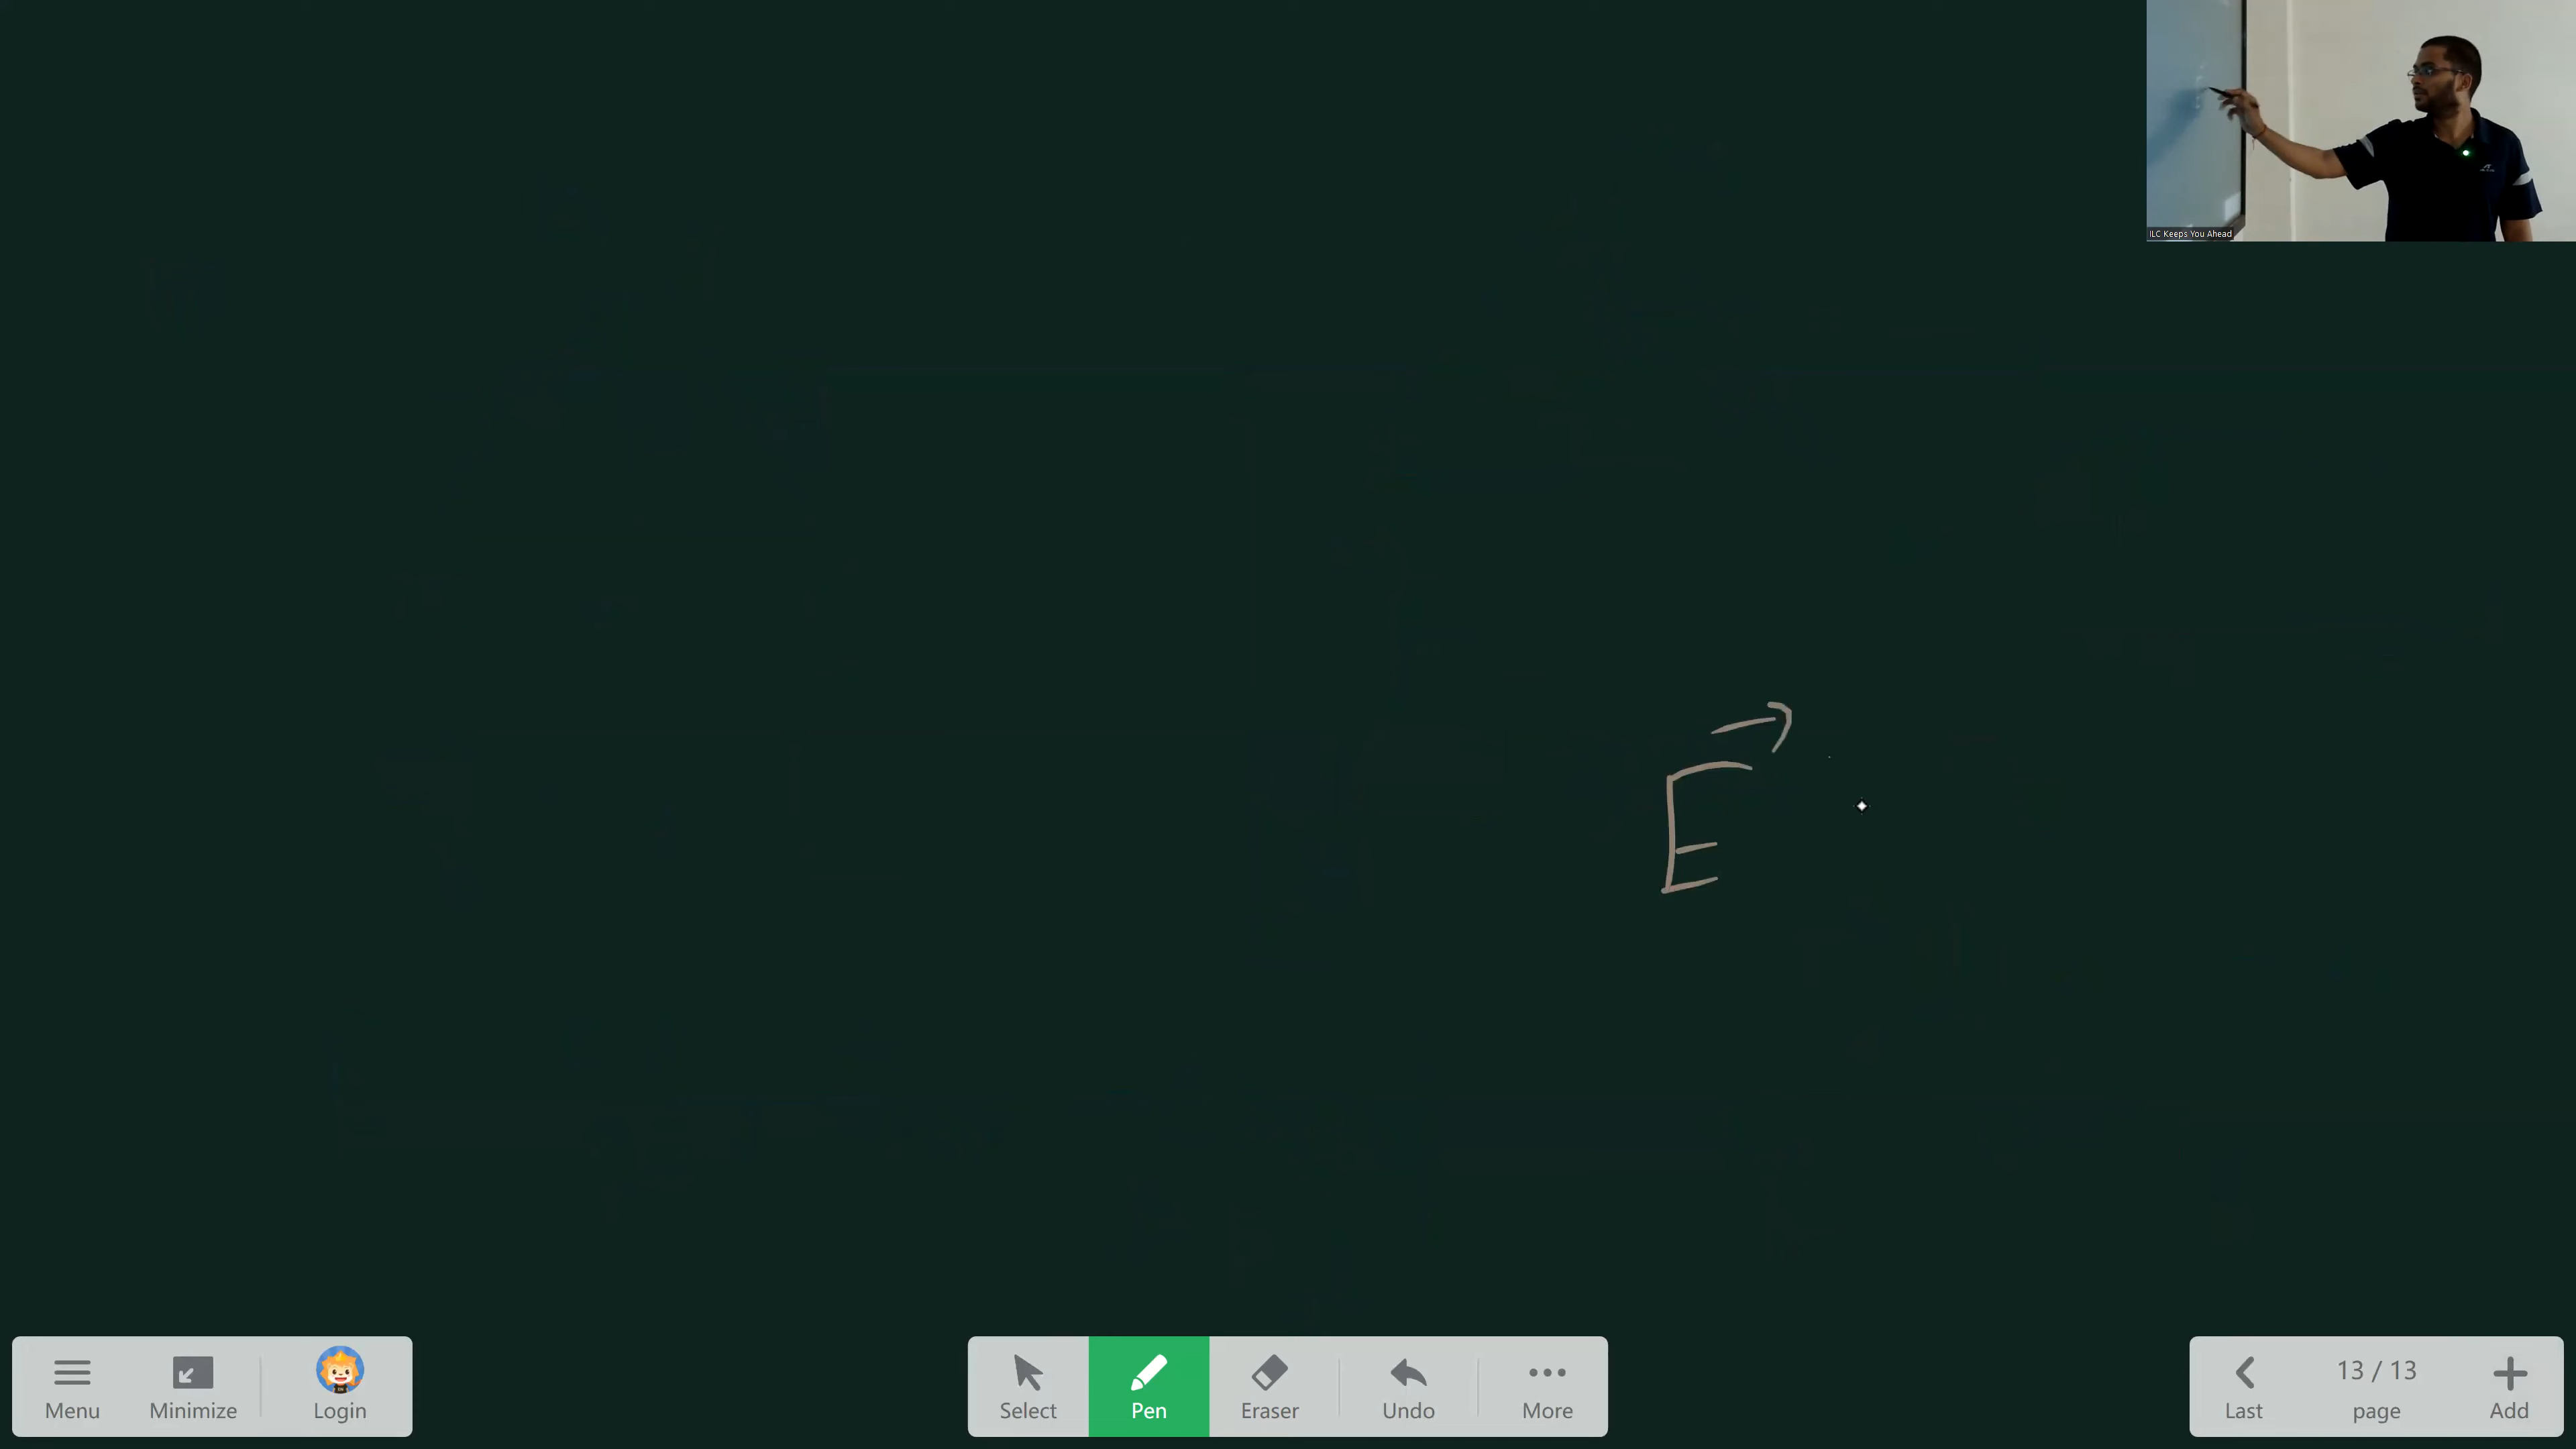 ILC Keeps You Ahead
E⃗
Menu Minimize Login Select Pen Eraser Undo More Last 13 / 13 page Add